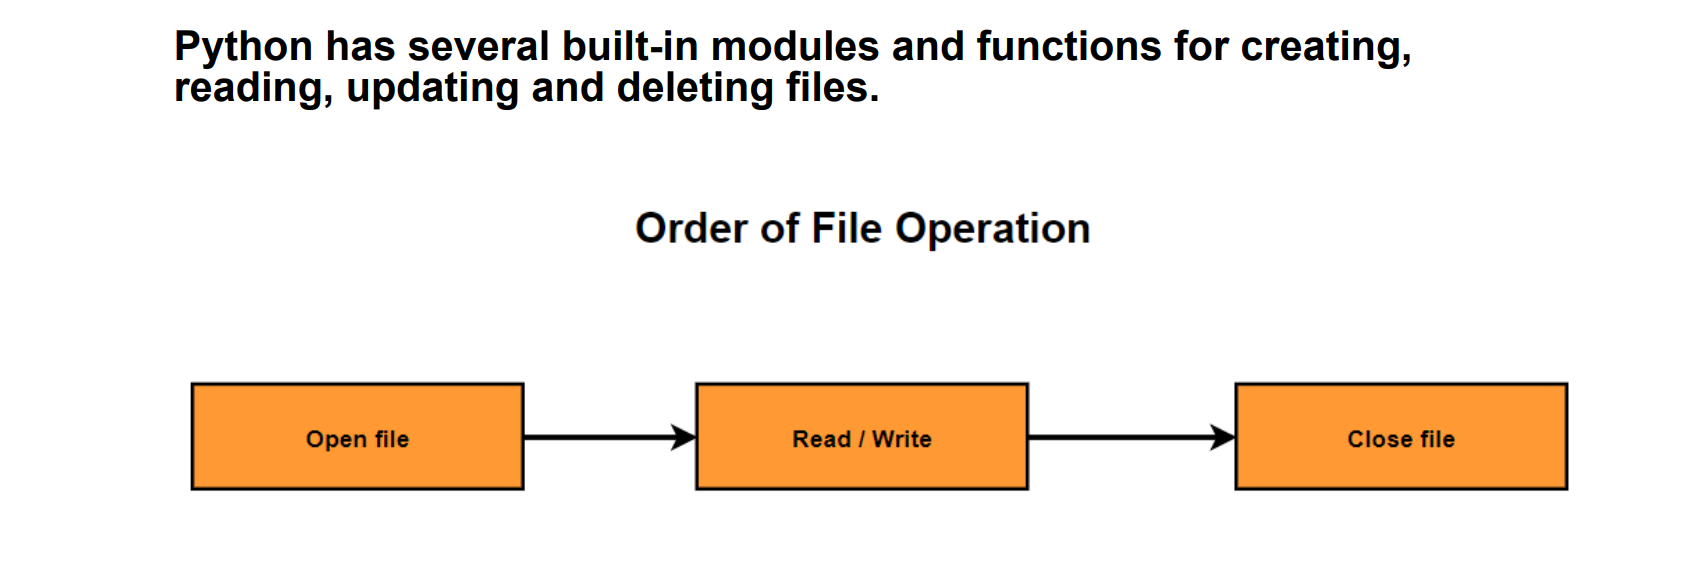 Python has several built-in modules and functions for creating,
reading, updating and deleting files.
Order of File Operation
Open file
Read / Write
Close file